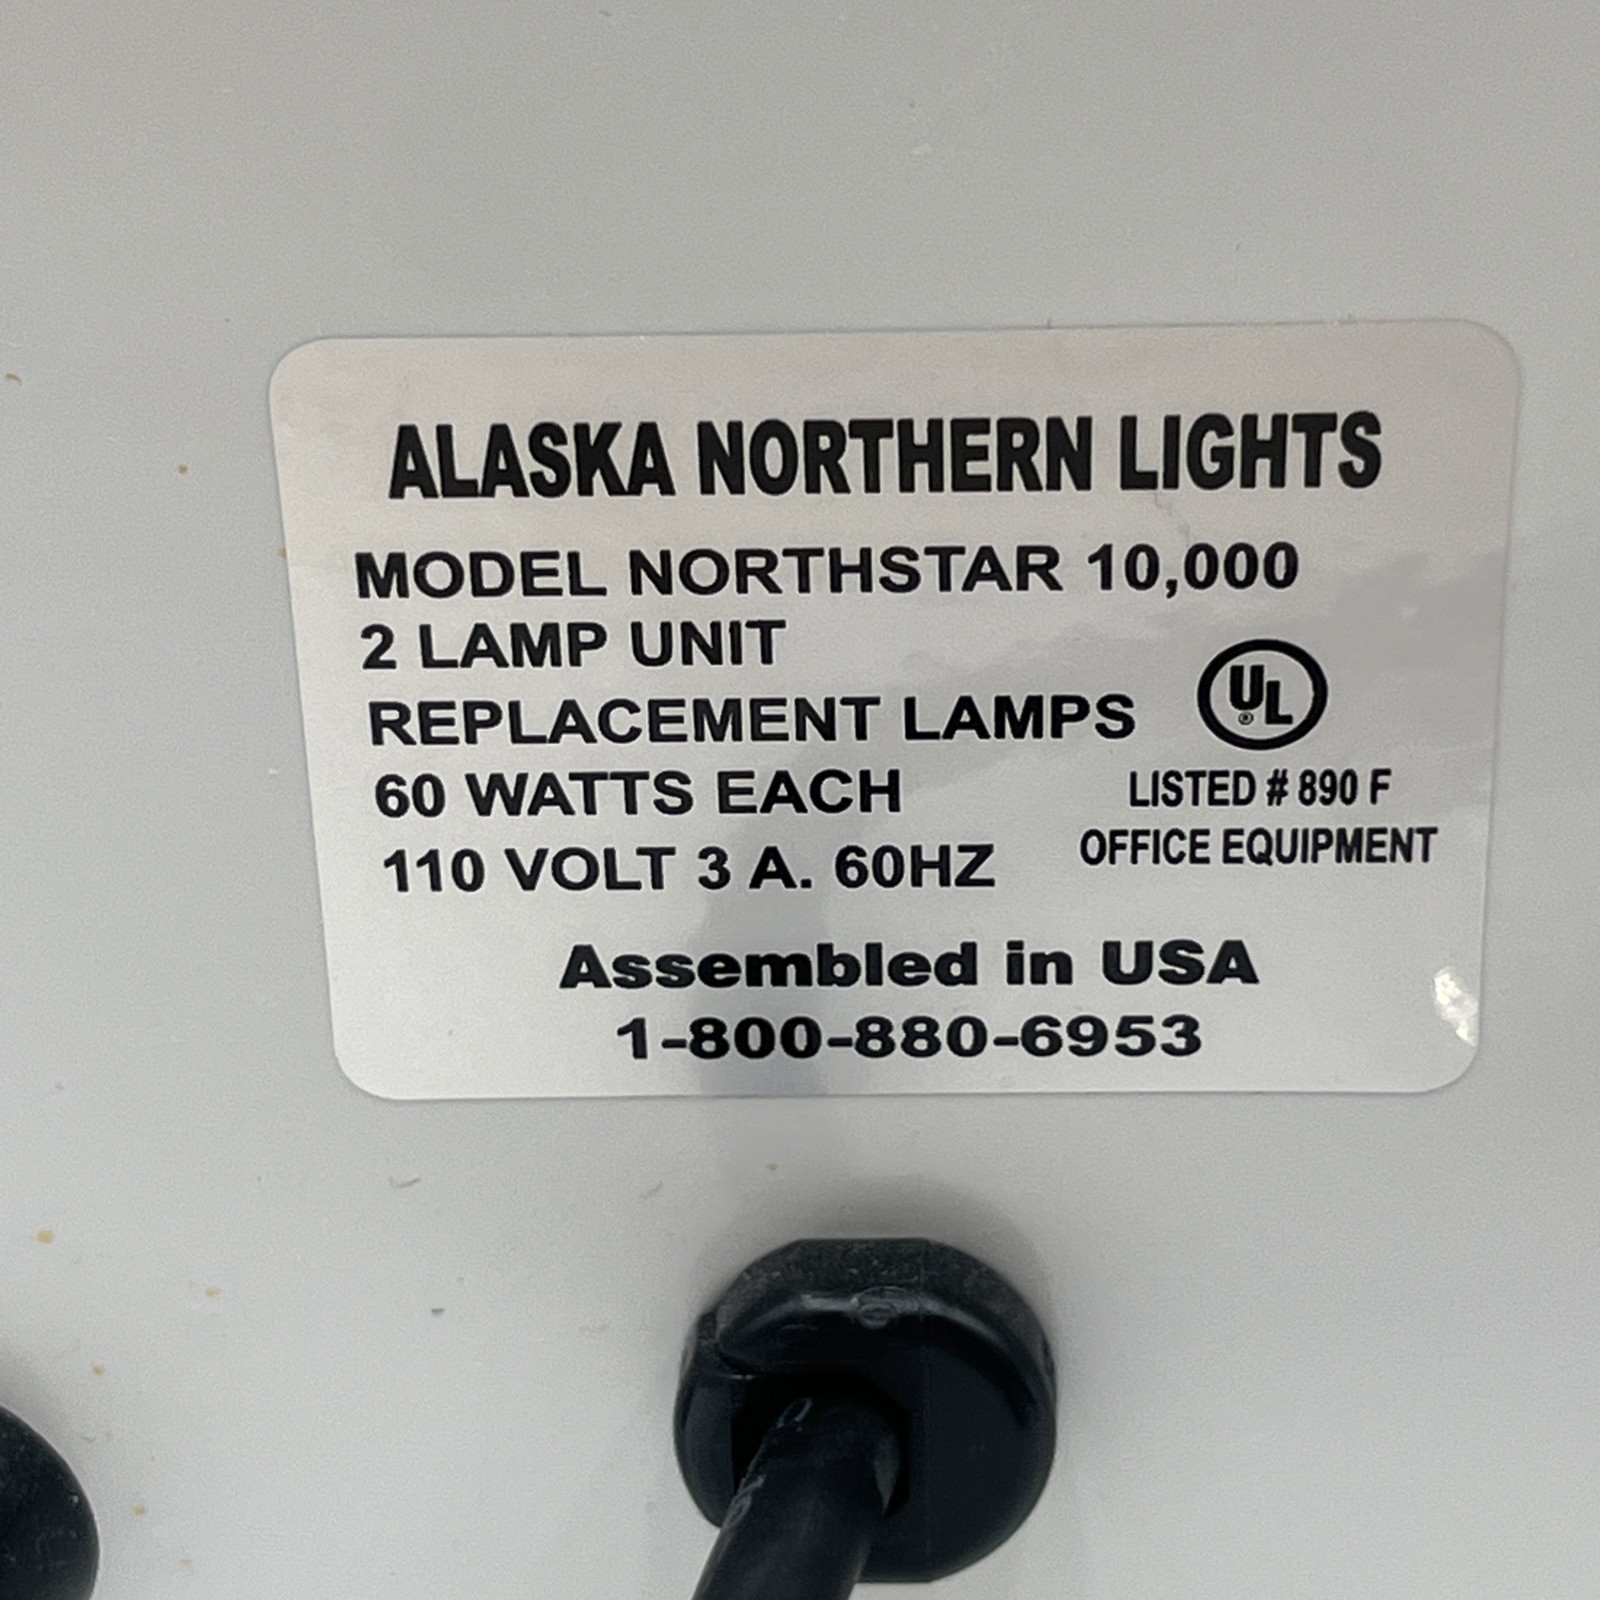 ALASKA NORTHERN LIGHTS
MODEL NORTHSTAR 10,000
2 LAMP UNIT
REPLACEMENT LAMPS
60 WATTS EACH
110 VOLT 3 A. 60HZ
UL®
LISTED # 890 F
OFFICE EQUIPMENT
Assembled in USA
1-800-880-6953